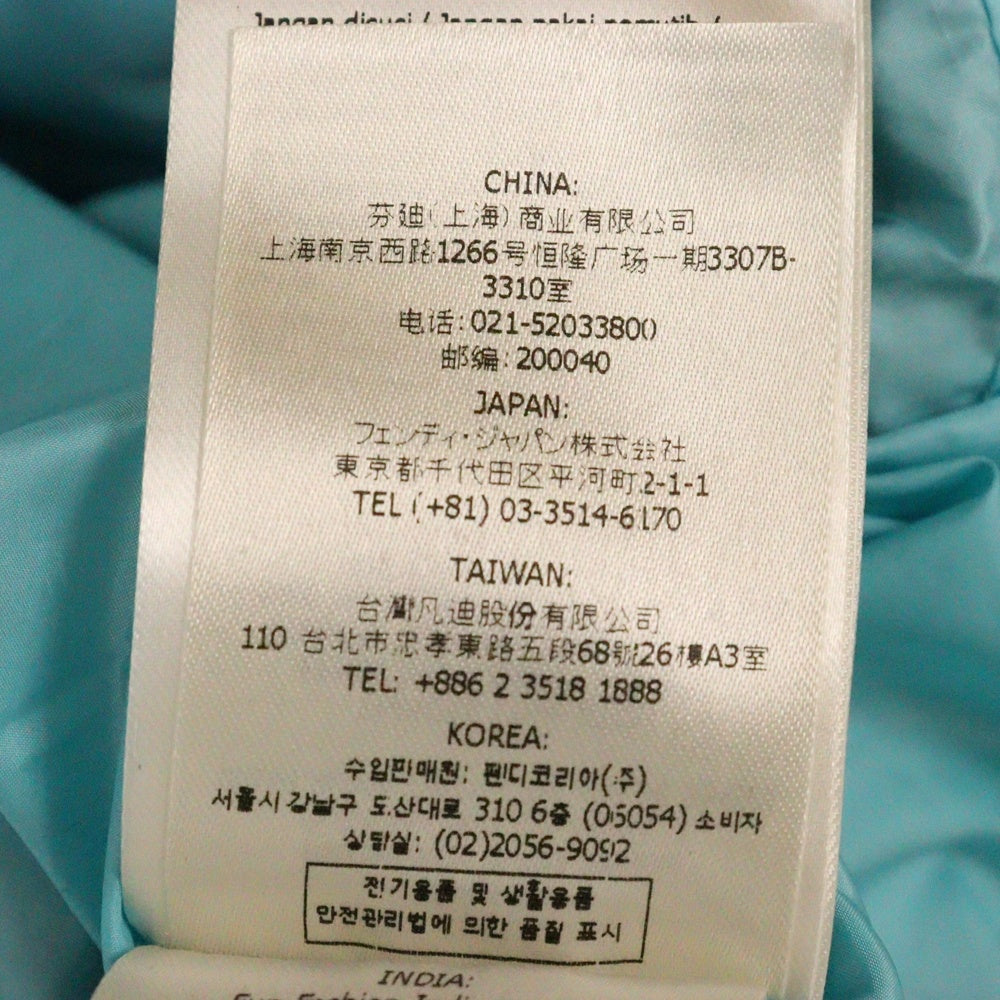 Jangan dicuci / Jangan pakai pemutih /
CHINA:
芬迪(上海)商业有限公司
上海南京西路1266号恒隆广场一期3307B-
3310室
电话:021-52033800
邮编:200040
JAPAN:
フェンディ・ジャパン株式会社
東京都千代田区平河町2-1-1
TEL (+81) 03-3514-6170
TAIWAN:
台灣凡迪股份有限公司
110 台北市忠孝東路五段68號26樓A3室
TEL: +886 2 3518 1888
KOREA:
수입판매원: 펜디코리아(주)
서울시 강남구 도산대로 310 6층 (06054) 소비자
상담실: (02)2056-9092
전기용품 및 생활용품
안전관리법에 의한 품질 표시
INDIA:
Fashion